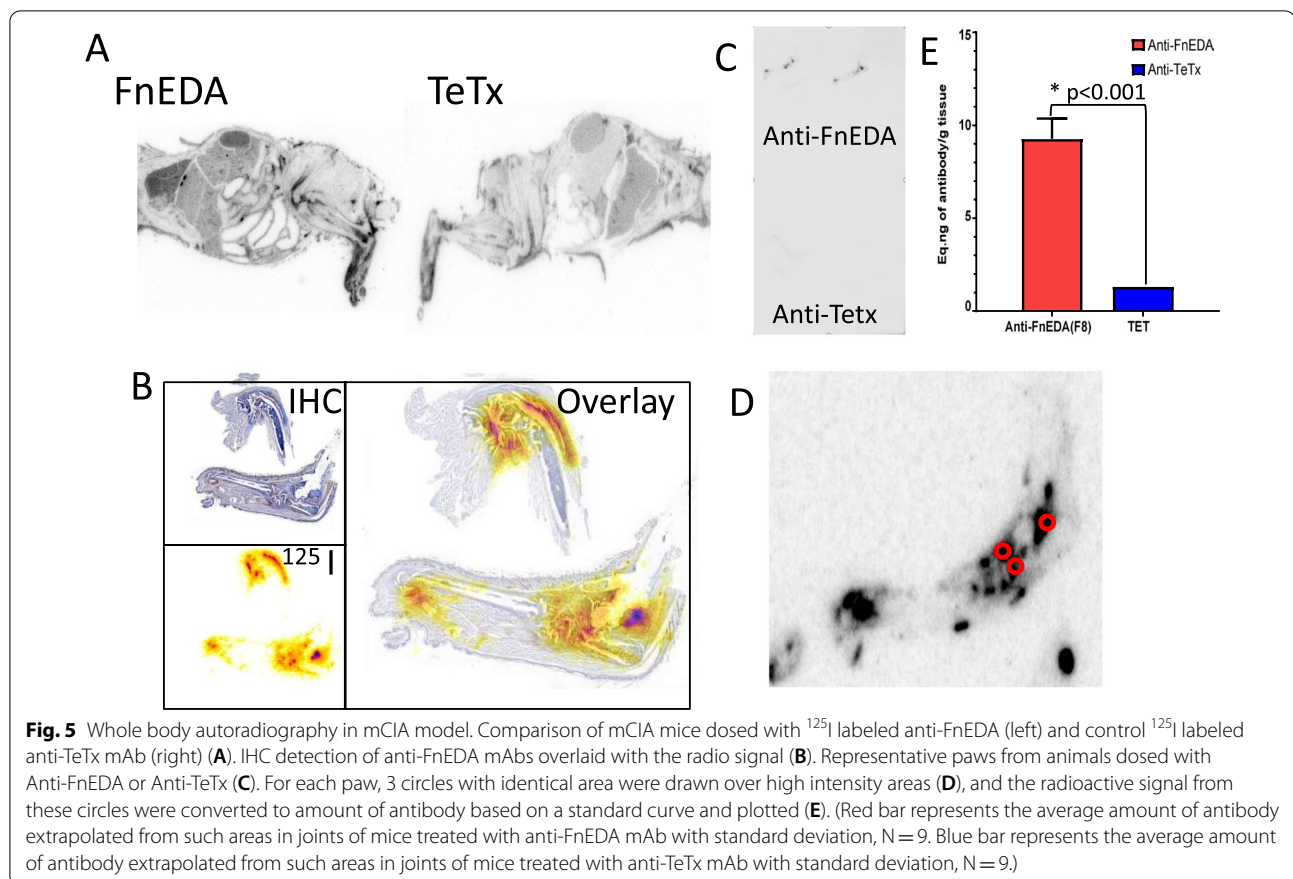 A
FnEDA
TeTx
C
Anti-FnEDA
Anti-Tetx
E
15
10
5
0
Eq.ng of antibody/g tissue
Anti-FnEDA
Anti-TeTx
* p<0.001
Anti-FnEDA(F8)
TET
B
IHC
125 I
Overlay
D
Fig. 5 Whole body autoradiography in mCIA model. Comparison of mCIA mice dosed with ¹²⁵I labeled anti-FnEDA (left) and control ¹²⁵I labeled
anti-TeTx mAb (right) (A). IHC detection of anti-FnEDA mAbs overlaid with the radio signal (B). Representative paws from animals dosed with
Anti-FnEDA or Anti-TeTx (C). For each paw, 3 circles with identical area were drawn over high intensity areas (D), and the radioactive signal from
these circles were converted to amount of antibody based on a standard curve and plotted (E). (Red bar represents the average amount of antibody
extrapolated from such areas in joints of mice treated with anti-FnEDA mAb with standard deviation, N = 9. Blue bar represents the average amount
of antibody extrapolated from such areas in joints of mice treated with anti-TeTx mAb with standard deviation, N = 9.)